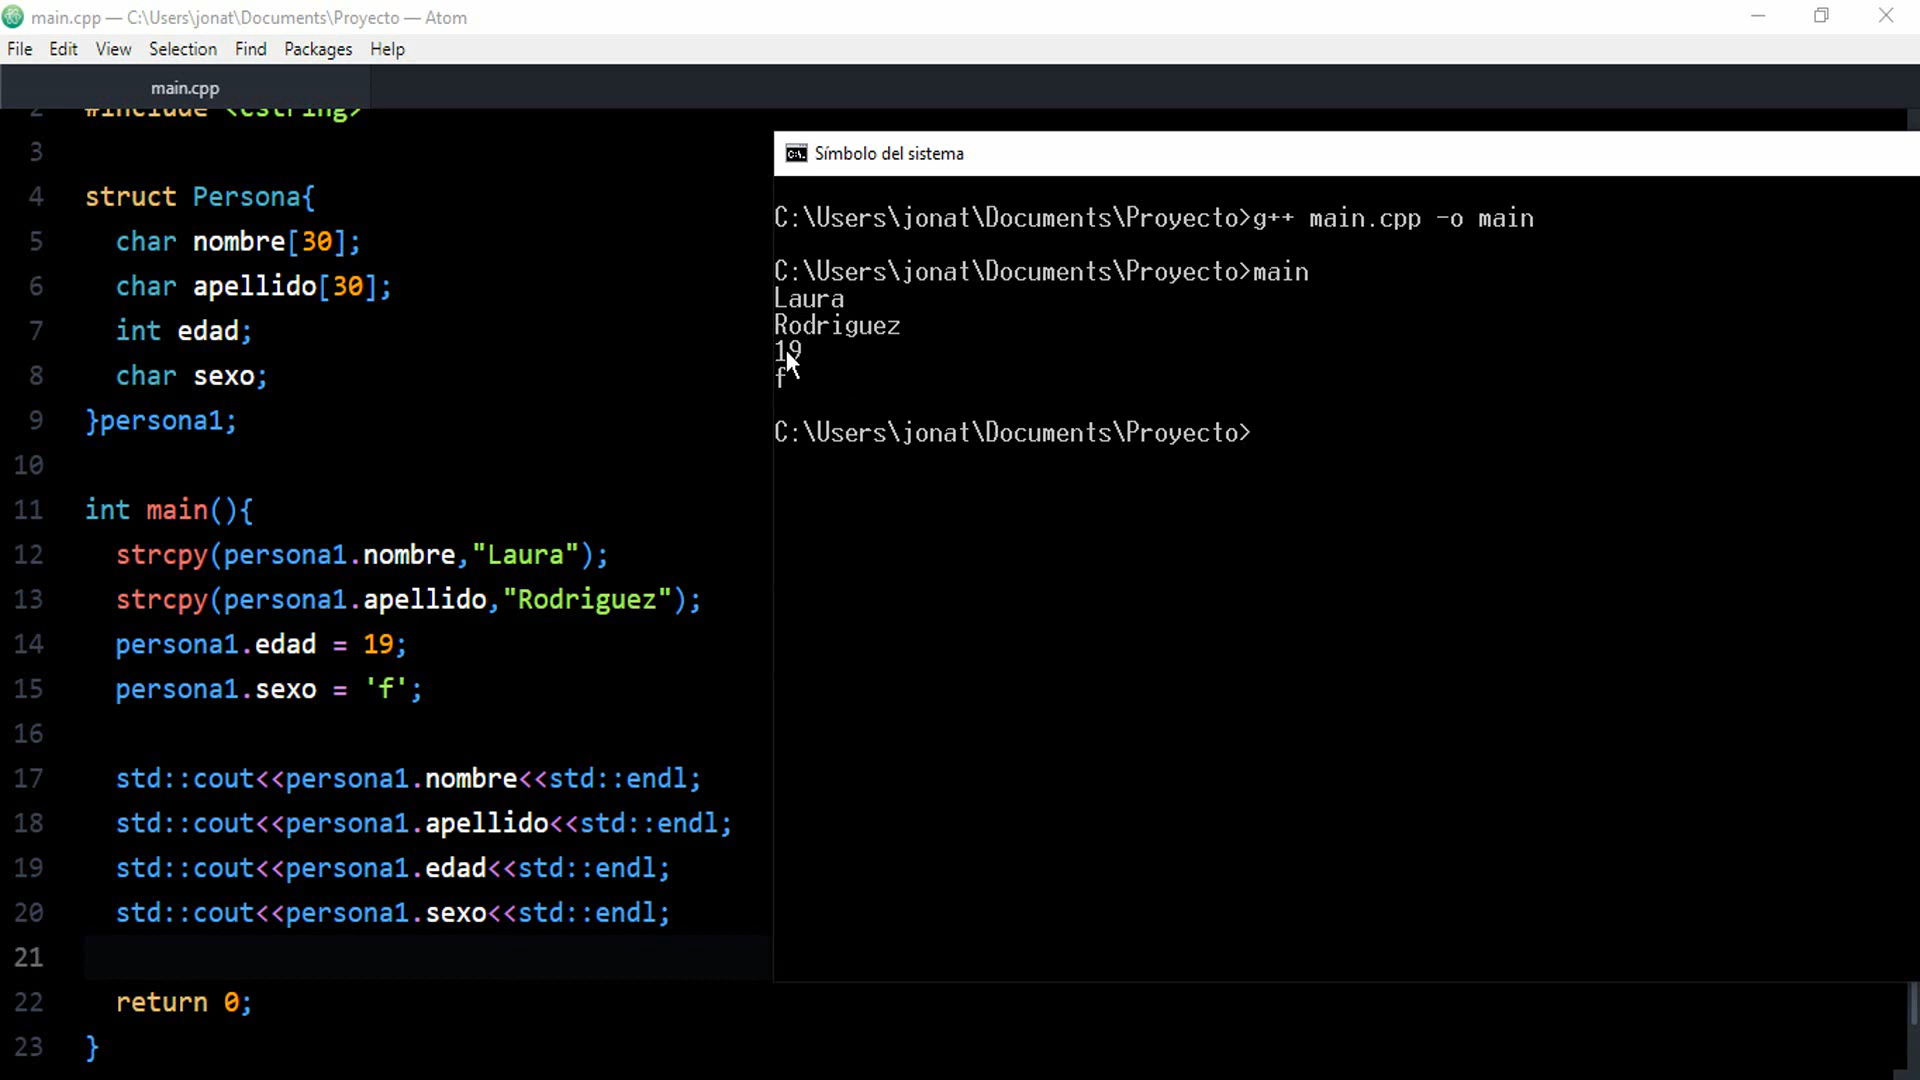 main.cpp — C:\Users\jonat\Documents\Proyecto — Atom
File Edit View Selection Find Packages Help
main.cpp
2 #include <cstring>
3
4 struct Persona{
5 char nombre[30];
6 char apellido[30];
7 int edad;
8 char sexo;
9 }persona1;
10
11 int main(){
12 strcpy(persona1.nombre,"Laura");
13 strcpy(persona1.apellido,"Rodriguez");
14 persona1.edad = 19;
15 persona1.sexo = 'f';
16
17 std::cout<<persona1.nombre<<std::endl;
18 std::cout<<persona1.apellido<<std::endl;
19 std::cout<<persona1.edad<<std::endl;
20 std::cout<<persona1.sexo<<std::endl;
21
22 return 0;
23 }
Símbolo del sistema
C:\Users\jonat\Documents\Proyecto>g++ main.cpp -o main
C:\Users\jonat\Documents\Proyecto>main
Laura
Rodriguez
19
f
C:\Users\jonat\Documents\Proyecto>